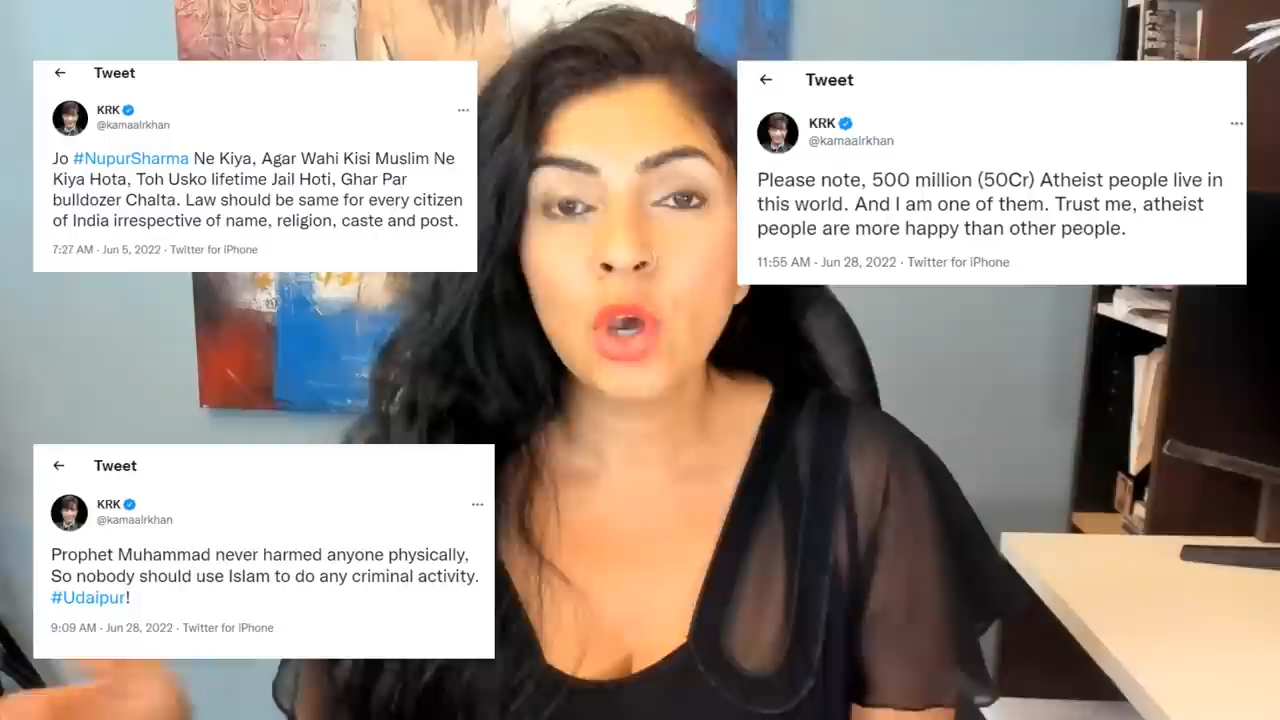 Tweet
KRK
@kamaalrkhan
Jo #NupurSharma Ne Kiya, Agar Wahi Kisi Muslim Ne
Kiya Hota, Toh Usko lifetime Jail Hoti, Ghar Par
bulldozer Chalta. Law should be same for every citizen
of India irrespective of name, religion, caste and post.
7:27 AM · Jun 5, 2022 · Twitter for iPhone
Tweet
KRK
@kamaalrkhan
Please note, 500 million (50Cr) Atheist people live in
this world. And I am one of them. Trust me, atheist
people are more happy than other people.
11:55 AM · Jun 28, 2022 · Twitter for iPhone
Tweet
KRK
@kamaalrkhan
Prophet Muhammad never harmed anyone physically,
So nobody should use Islam to do any criminal activity.
#Udaipur!
9:09 AM · Jun 28, 2022 · Twitter for iPhone